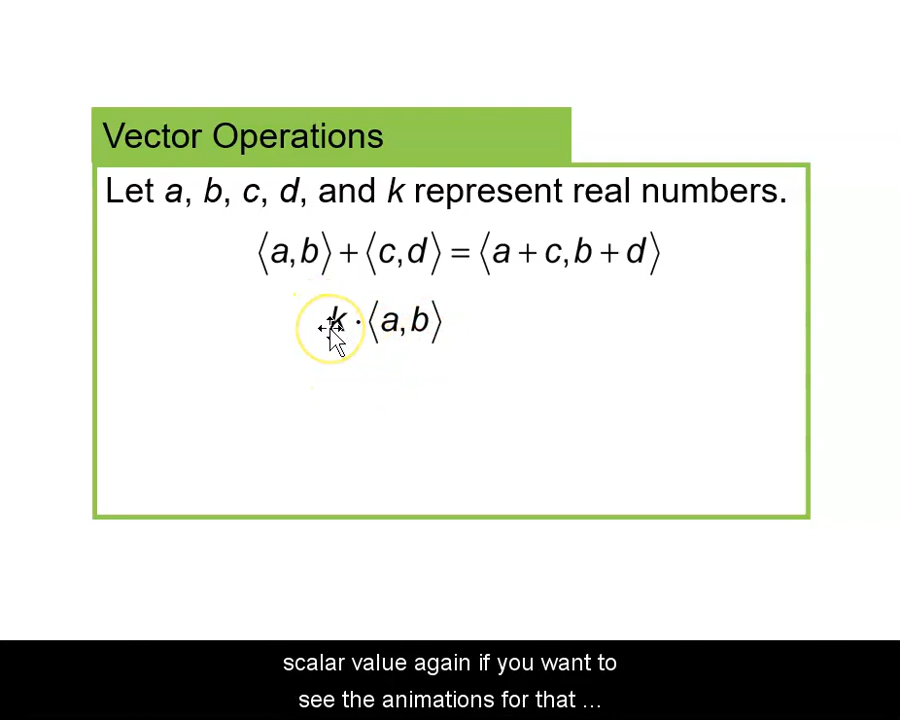 Vector Operations
Let a, b, c, d, and k represent real numbers.
⟨a,b⟩+⟨c,d⟩=⟨a+c,b+d⟩
k·⟨a,b⟩
scalar value again if you want to
see the animations for that ...